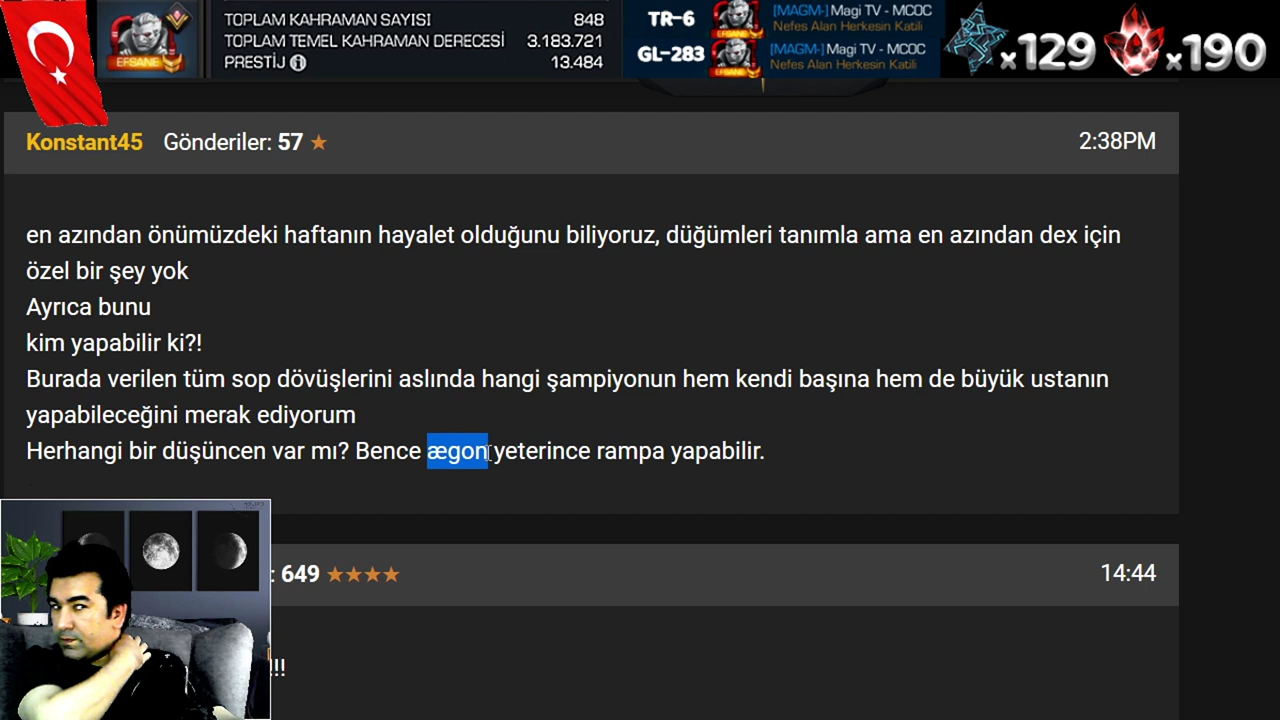 TOPLAM KAHRAMAN SAYISI 848
TOPLAM TEMEL KAHRAMAN DERECESİ 3.183.721
PRESTİJ 13.484
EFSANE
TR-6 [MAGM-] Magi TV - MCOC
Nefes Alan Herkesin Katili
GL-283 [MAGM-] Magi TV - MCOC
Nefes Alan Herkesin Katili
x129 x190
Konstant45 Gönderiler: 57 2:38PM
en azından önümüzdeki haftanın hayalet olduğunu biliyoruz, düğümleri tanımla ama en azından dex için
özel bir şey yok
Ayrıca bunu
kim yapabilir ki?!
Burada verilen tüm sop dövüşlerini aslında hangi şampiyonun hem kendi başına hem de büyük ustanın
yapabileceğini merak ediyorum
Herhangi bir düşüncen var mı? Bence ægon yeterince rampa yapabilir.
: 649 14:44
!!!